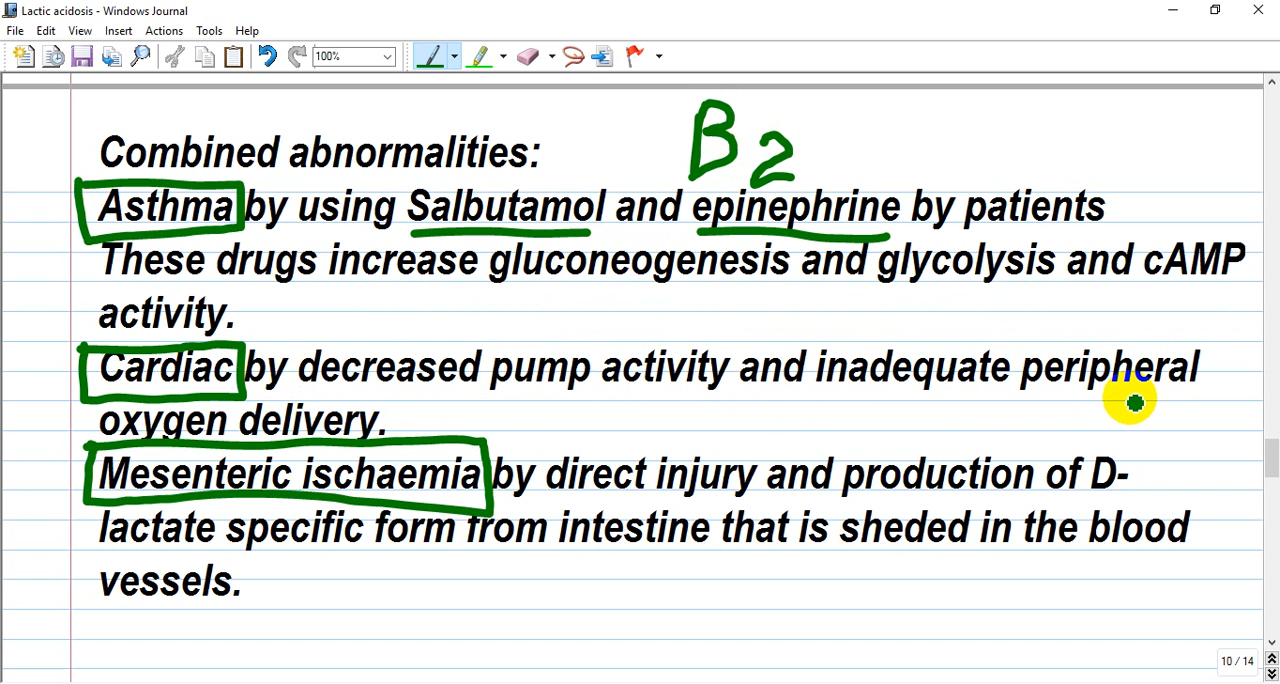 Lactic acidosis - Windows Journal
File Edit View Insert Actions Tools Help
100%
B2
Combined abnormalities:
Asthma by using Salbutamol and epinephrine by patients
These drugs increase gluconeogenesis and glycolysis and cAMP
activity.
Cardiac by decreased pump activity and inadequate peripheral
oxygen delivery.
Mesenteric ischaemia by direct injury and production of D-
lactate specific form from intestine that is sheded in the blood
vessels.
10 / 14